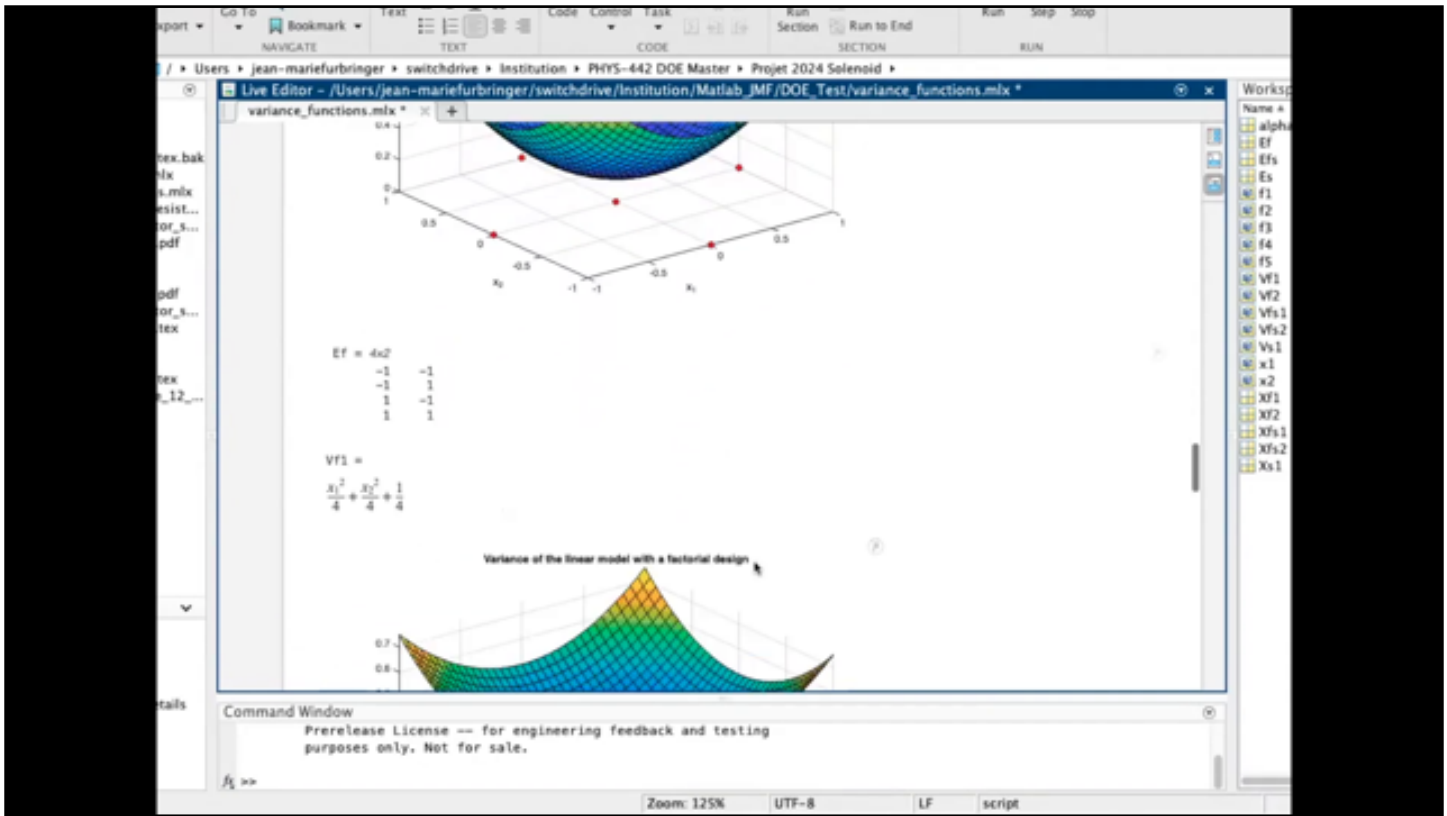 Go To
Text
Code Control Task
Run
Run Step Stop
xport
Bookmark
Section
Run to End
NAVIGATE
TEXT
CODE
SECTION
RUN
/ ▸ Users ▸ jean-mariefurbringer ▸ switchdrive ▸ Institution ▸ PHYS-442 DOE Master ▸ Projet 2024 Solenoid ▸
Live Editor - /Users/jean-mariefurbringer/switchdrive/Institution/Matlab_JMF/DOE_Test/variance_functions.mlx *
variance_functions.mlx *
tex.bak
s.mlx
esist...
tor_s...
.pdf
pdf
tor_s...
tex
tex
e_12_...
etails
0.4
0.2
0
1
0.5
0
-0.5
-1
x₂
-1
-0.5
0
0.5
1
x₁
Ef = 4x2
-1 -1
-1 1
1 -1
1 1
Vf1 =
x₁²/4 + x₂²/4 + 1/4
Variance of the linear model with a factorial design
0.7
0.6
Command Window
Prerelease License -- for engineering feedback and testing
purposes only. Not for sale.
fx >>
Zoom: 125% UTF-8 LF script
Worksp
Name
alpha
Ef
Efs
Es
f1
f2
f3
f4
f5
Vf1
Vf2
Vfs1
Vfs2
Vs1
x1
x2
Xf1
Xf2
Xfs1
Xfs2
Xs1